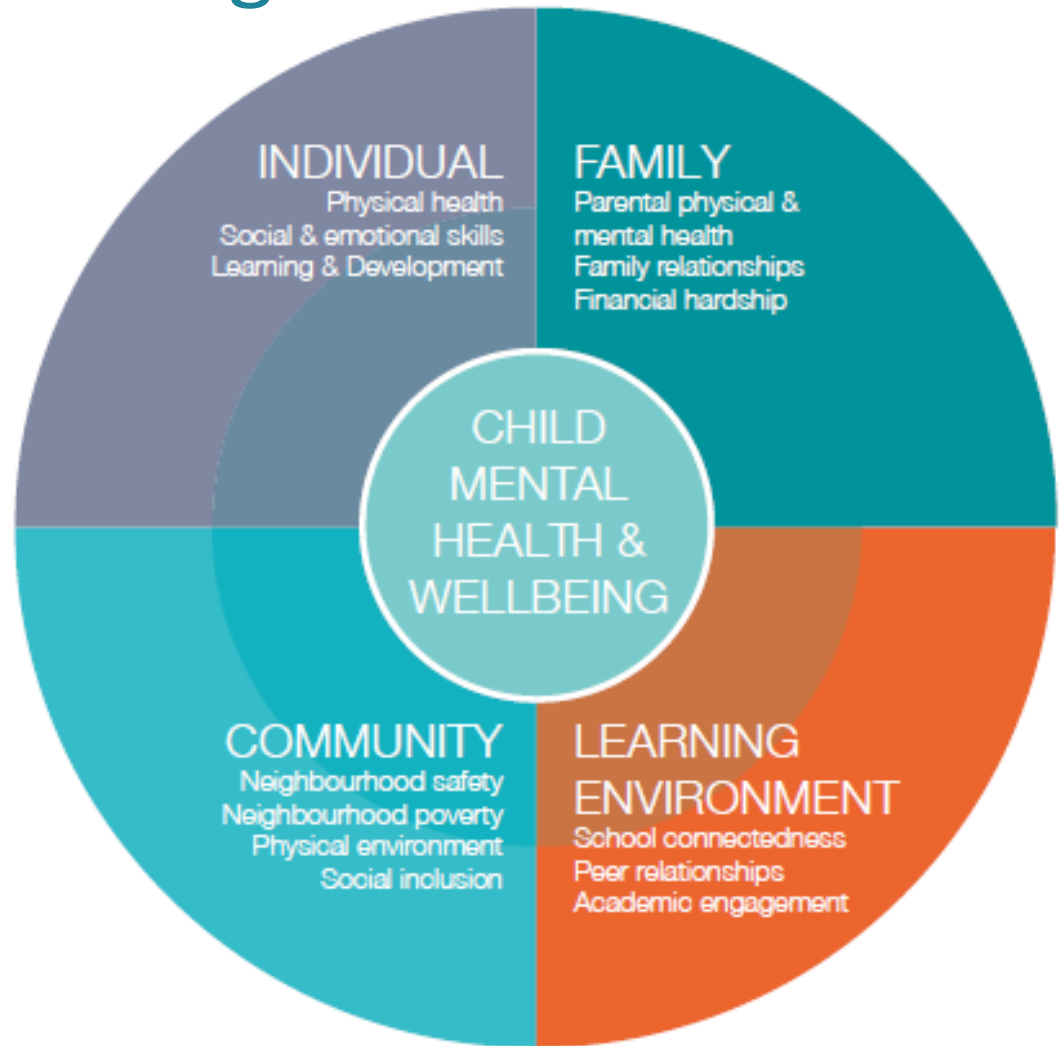 INDIVIDUAL
Physical health
Social & emotional skills
Learning & Development
FAMILY
Parental physical &
mental health
Family relationships
Financial hardship
CHILD
MENTAL
HEALTH &
WELLBEING
COMMUNITY
Neighbourhood safety
Neighbourhood poverty
Physical environment
Social inclusion
LEARNING
ENVIRONMENT
School connectedness
Peer relationships
Academic engagement